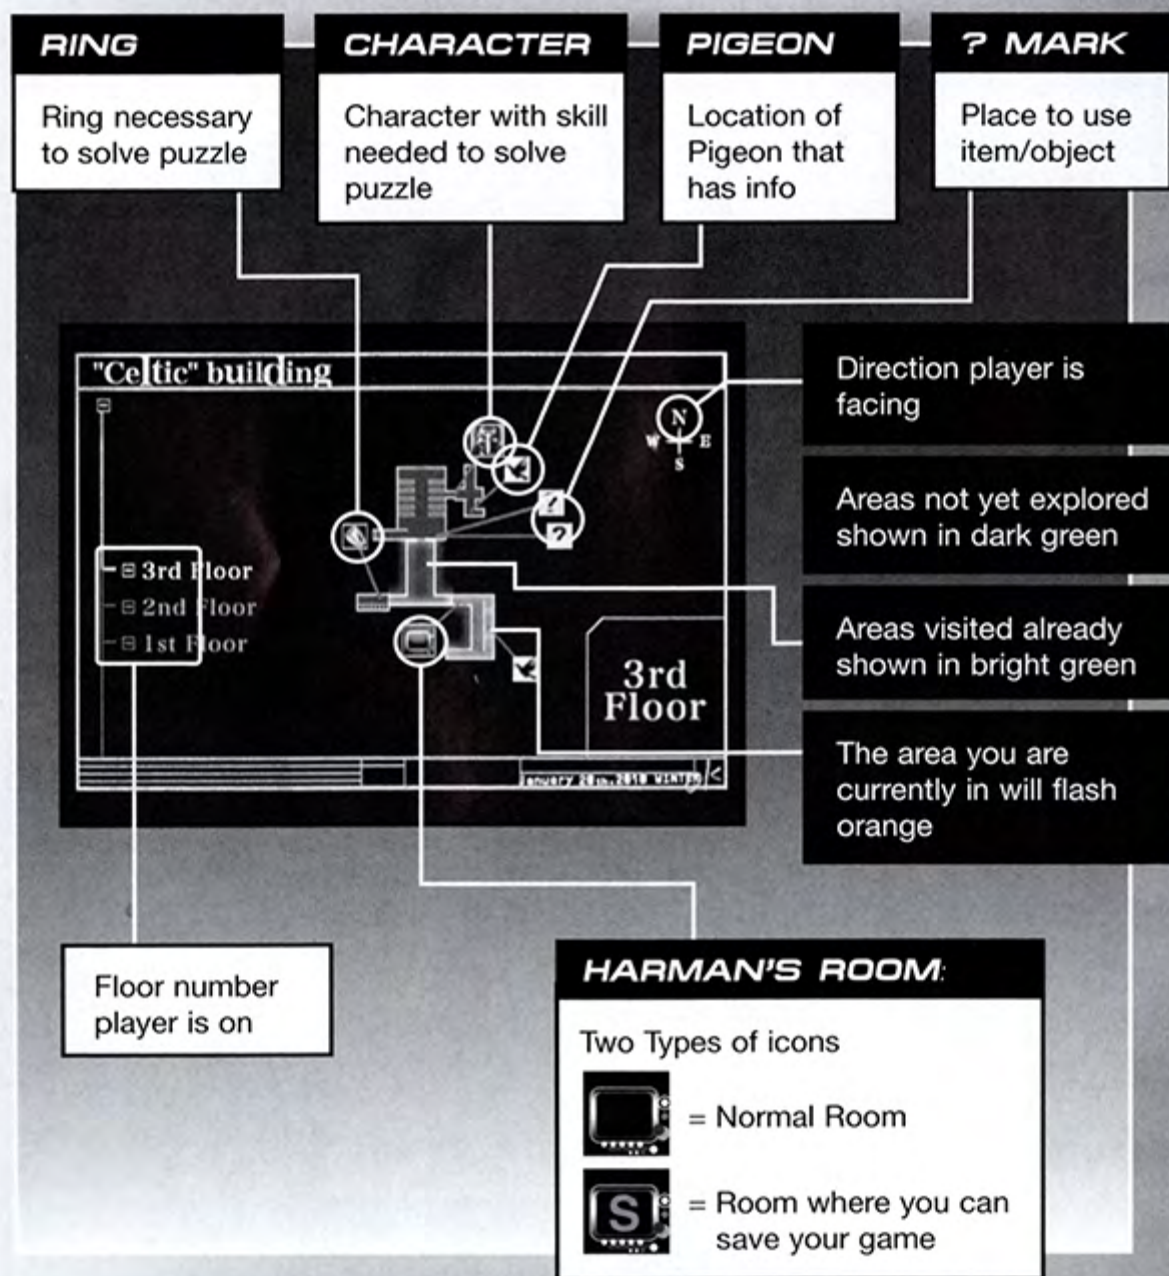 RING
Ring necessary
to solve puzzle
CHARACTER
Character with skill
needed to solve
puzzle
PIGEON
Location of
Pigeon that
has info
? MARK
Place to use
item/object
"Celtic" building
N
W E
S
?
?
3rd Floor
2nd Floor
1st Floor
3rd
Floor
January 20th.2010 WINTER
<
Direction player is
facing
Areas not yet explored
shown in dark green
Areas visited already
shown in bright green
The area you are
currently in will flash
orange
Floor number
player is on
HARMAN'S ROOM:
Two Types of icons
= Normal Room
S
= Room where you can
save your game